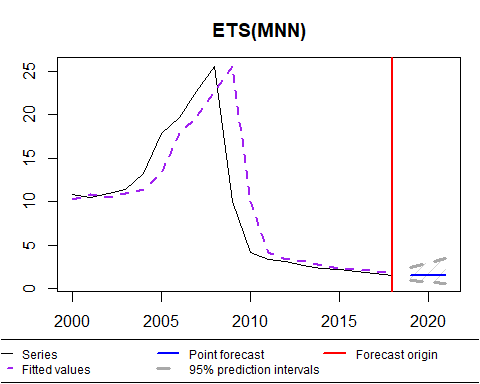 ETS(MNN)
25
20
15
10
5
0
2000 2005 2010 2015 2020
Series Point forecast Forecast origin
Fitted values 95% prediction intervals